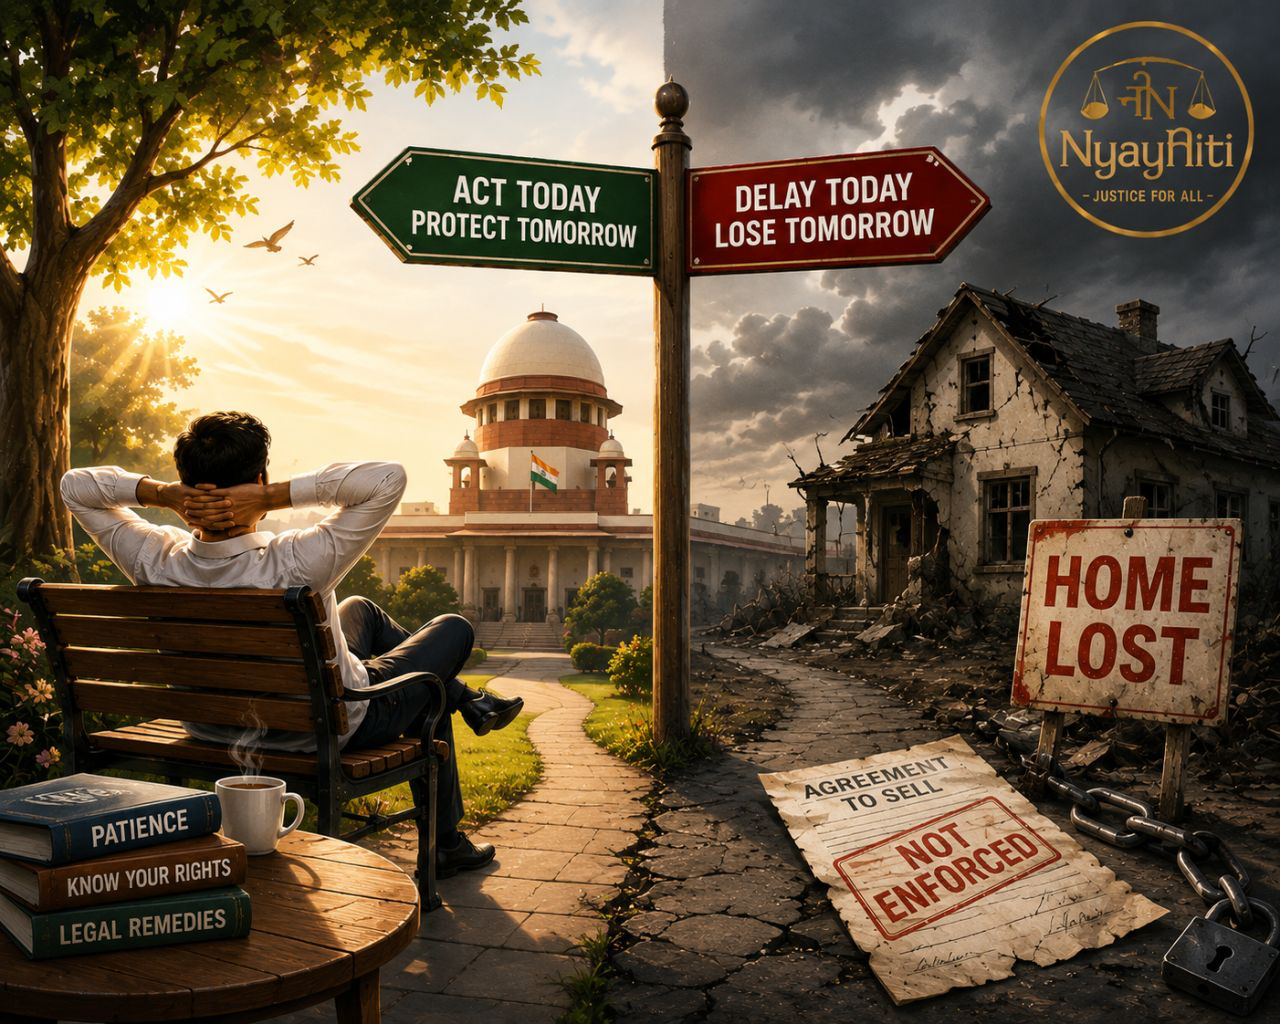 ACT TODAY
PROTECT TOMORROW
DELAY TODAY
LOSE TOMORROW
नीN
NyayNiti
- JUSTICE FOR ALL -
HOME
LOST
AGREEMENT
TO SELL
NOT
ENFORCED
PATIENCE
KNOW YOUR RIGHTS
LEGAL REMEDIES